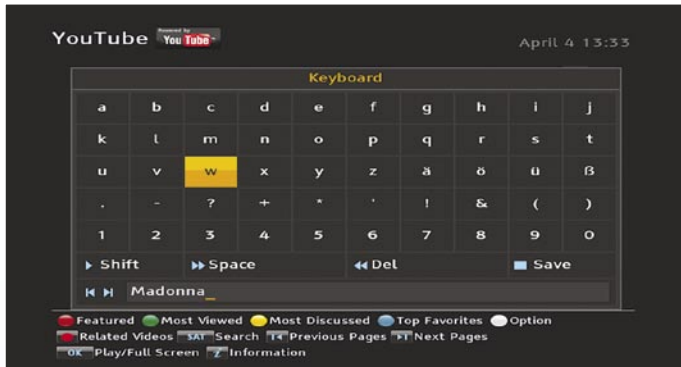 YouTube Powered by You Tube April 4 13:33
Keyboard
a b c d e f g h i j
k l m n o p q r s t
u v w x y z ä ö ü ß
. - ? + * ' ! & ( )
1 2 3 4 5 6 7 8 9 0
Shift Space Del Save
Madonna_
Featured Most Viewed Most Discussed Top Favorites Option
Related Videos SAT Search Previous Pages Next Pages
OK Play/Full Screen i Information